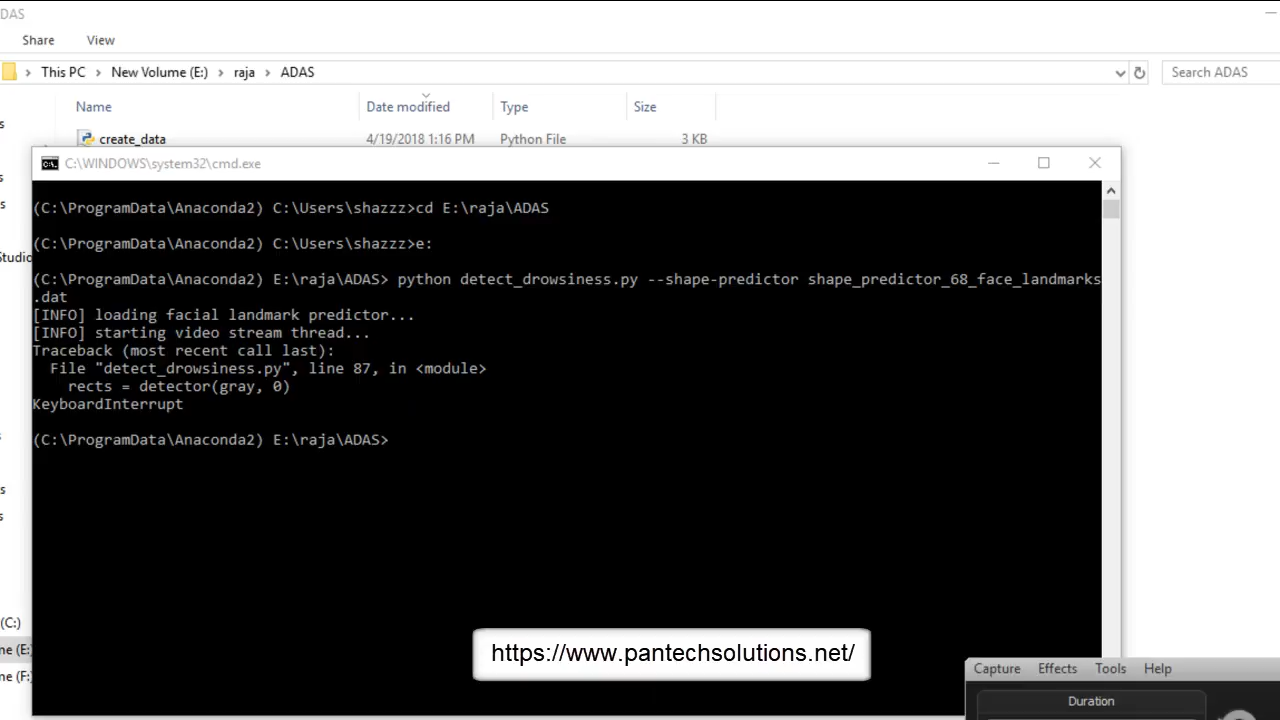 DAS
Share View
This PC > New Volume (E:) > raja > ADAS
Search ADAS
Name Date modified Type Size
create_data 4/19/2018 1:16 PM Python File 3 KB
C:\WINDOWS\system32\cmd.exe
(C:\ProgramData\Anaconda2) C:\Users\shazzz>cd E:\raja\ADAS
(C:\ProgramData\Anaconda2) C:\Users\shazzz>e:
(C:\ProgramData\Anaconda2) E:\raja\ADAS> python detect_drowsiness.py --shape-predictor shape_predictor_68_face_landmarks
.dat
[INFO] loading facial landmark predictor...
[INFO] starting video stream thread...
Traceback (most recent call last):
File "detect_drowsiness.py", line 87, in <module>
rects = detector(gray, 0)
KeyboardInterrupt
(C:\ProgramData\Anaconda2) E:\raja\ADAS>
s
s
s
Studio
s
s
s
(C:)
me (E:
me (F:
https://www.pantechsolutions.net/
Capture Effects Tools Help
Duration